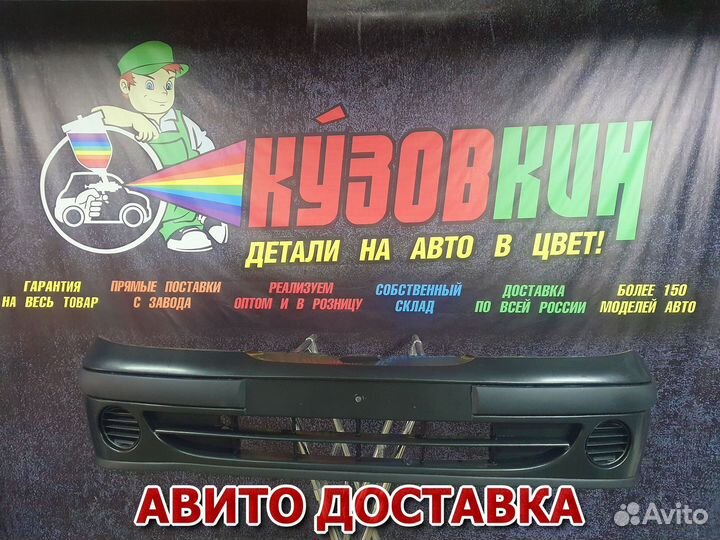 КУЗОВКИН
ДЕТАЛИ НА АВТО В ЦВЕТ!
ГАРАНТИЯ
НА ВЕСЬ ТОВАР
ПРЯМЫЕ ПОСТАВКИ
С ЗАВОДА
РЕАЛИЗУЕМ
ОПТОМ И В РОЗНИЦУ
СОБСТВЕННЫЙ
СКЛАД
ДОСТАВКА
ПО ВСЕЙ РОССИИ
БОЛЕЕ 150
МОДЕЛЕЙ АВТО
АВИТО ДОСТАВКА
Avito